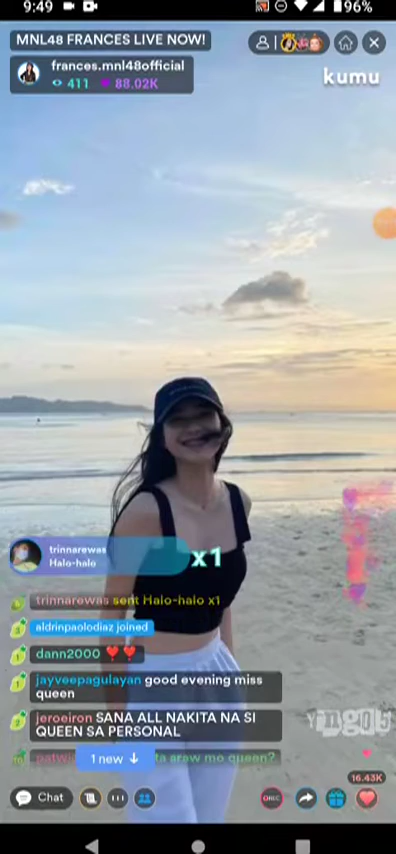 9:49
96%
MNL48 FRANCES LIVE NOW!
frances.mnl48official
411 88.02K
kumu
trinnarewas
Halo-halo
x1
trinnarewas sent Halo-halo x1
aldrinpaolodiaz joined
dann2000 ❤️❤️
jayveepagulayan good evening miss
queen
jeroeiron SANA ALL NAKITA NA SI
QUEEN SA PERSONAL
1 new ↓
ta araw mo queen?
16.43K
Chat
REC